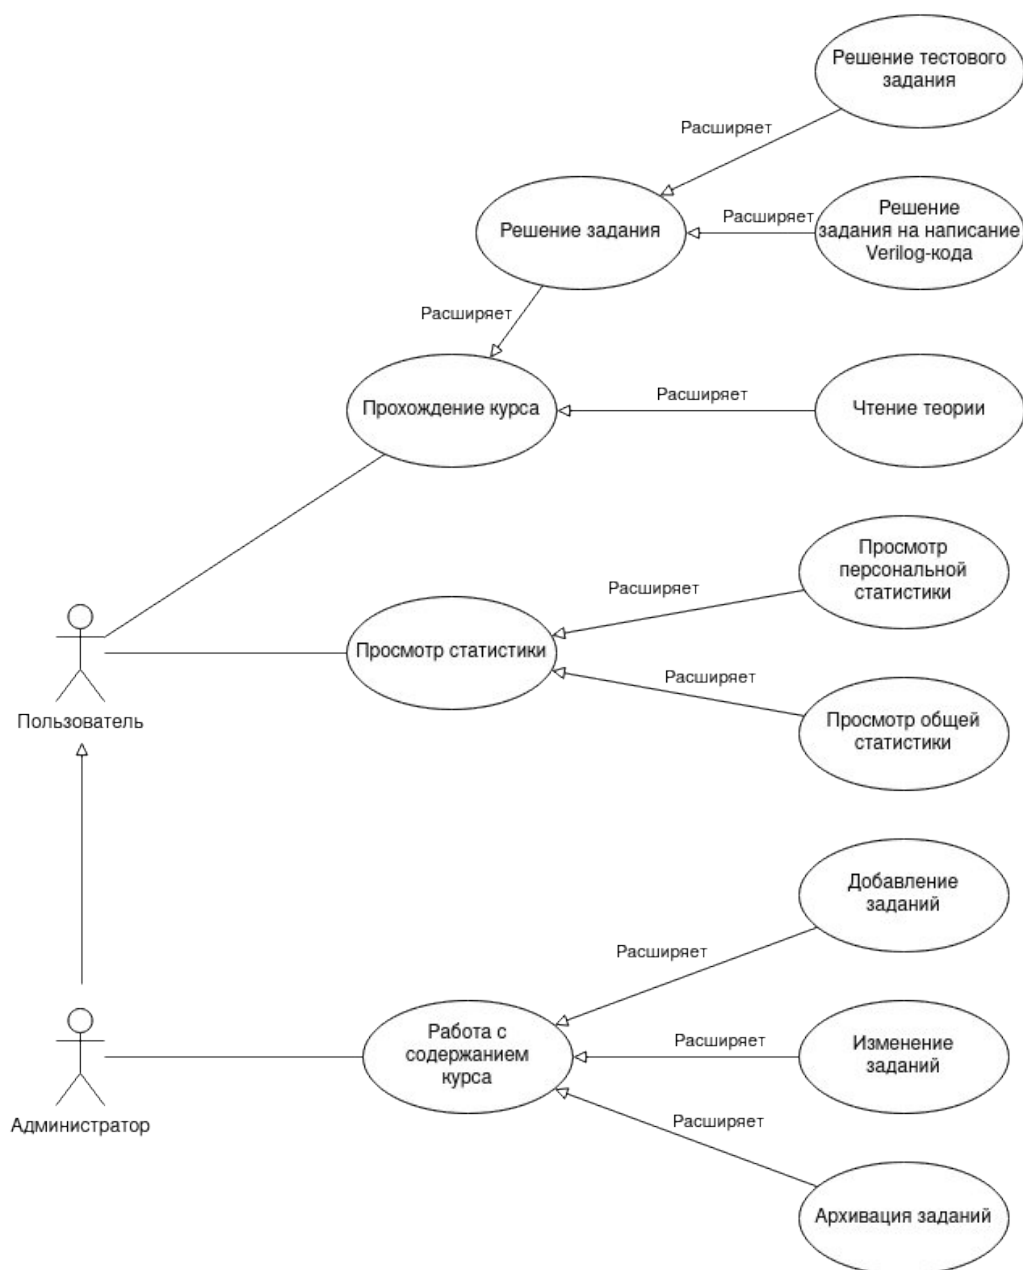 Решение тестового
задания
Расширяет
Решение задания
Расширяет
Решение
задания на написание
Verilog-кода
Расширяет
Прохождение курса
Расширяет
Чтение теории
Просмотр
персональной
статистики
Расширяет
Просмотр статистики
Расширяет
Пользователь
Просмотр общей
статистики
Добавление
заданий
Расширяет
Работа с
содержанием
курса
Расширяет
Изменение
заданий
Администратор
Расширяет
Архивация заданий